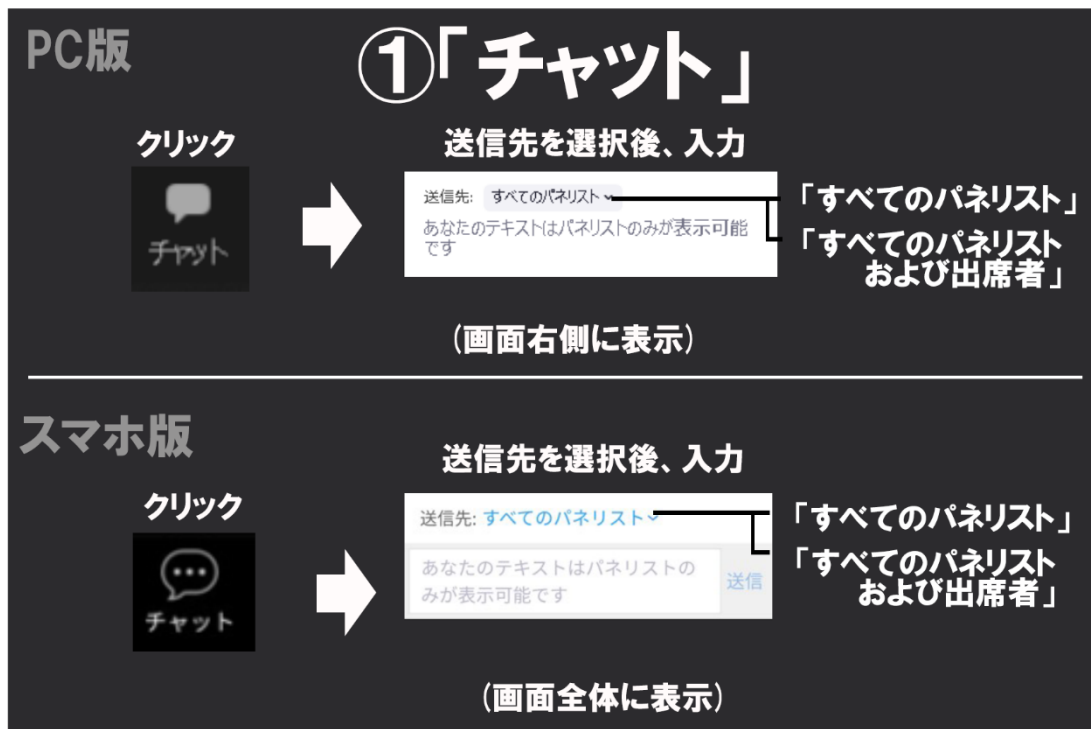 PC版
①「チャット」
クリック
チャット
送信先を選択後、入力
送信先: すべてのパネリスト
あなたのテキストはパネリストのみが表示可能
です
「すべてのパネリスト」
「すべてのパネリスト
および出席者」
(画面右側に表示)
スマホ版
クリック
チャット
送信先を選択後、入力
送信先: すべてのパネリスト
あなたのテキストはパネリストの
みが表示可能です
送信
「すべてのパネリスト」
「すべてのパネリスト
および出席者」
(画面全体に表示)